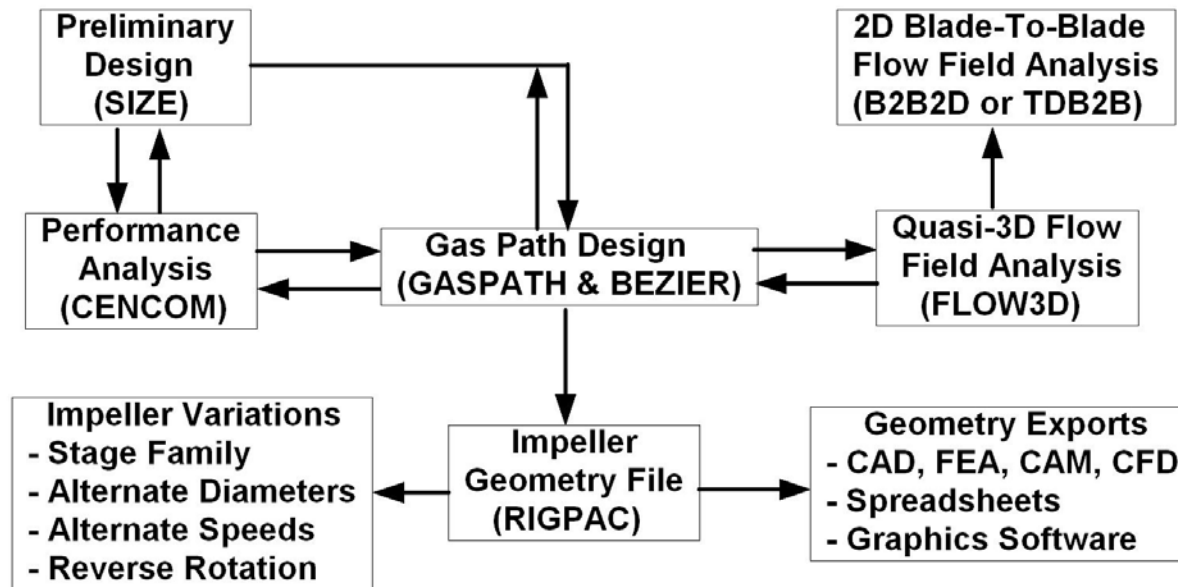 Preliminary
Design
(SIZE)
2D Blade-To-Blade
Flow Field Analysis
(B2B2D or TDB2B)
Performance
Analysis
(CENCOM)
Gas Path Design
(GASPATH & BEZIER)
Quasi-3D Flow
Field Analysis
(FLOW3D)
Impeller Variations
- Stage Family
- Alternate Diameters
- Alternate Speeds
- Reverse Rotation
Impeller
Geometry File
(RIGPAC)
Geometry Exports
- CAD, FEA, CAM, CFD
- Spreadsheets
- Graphics Software